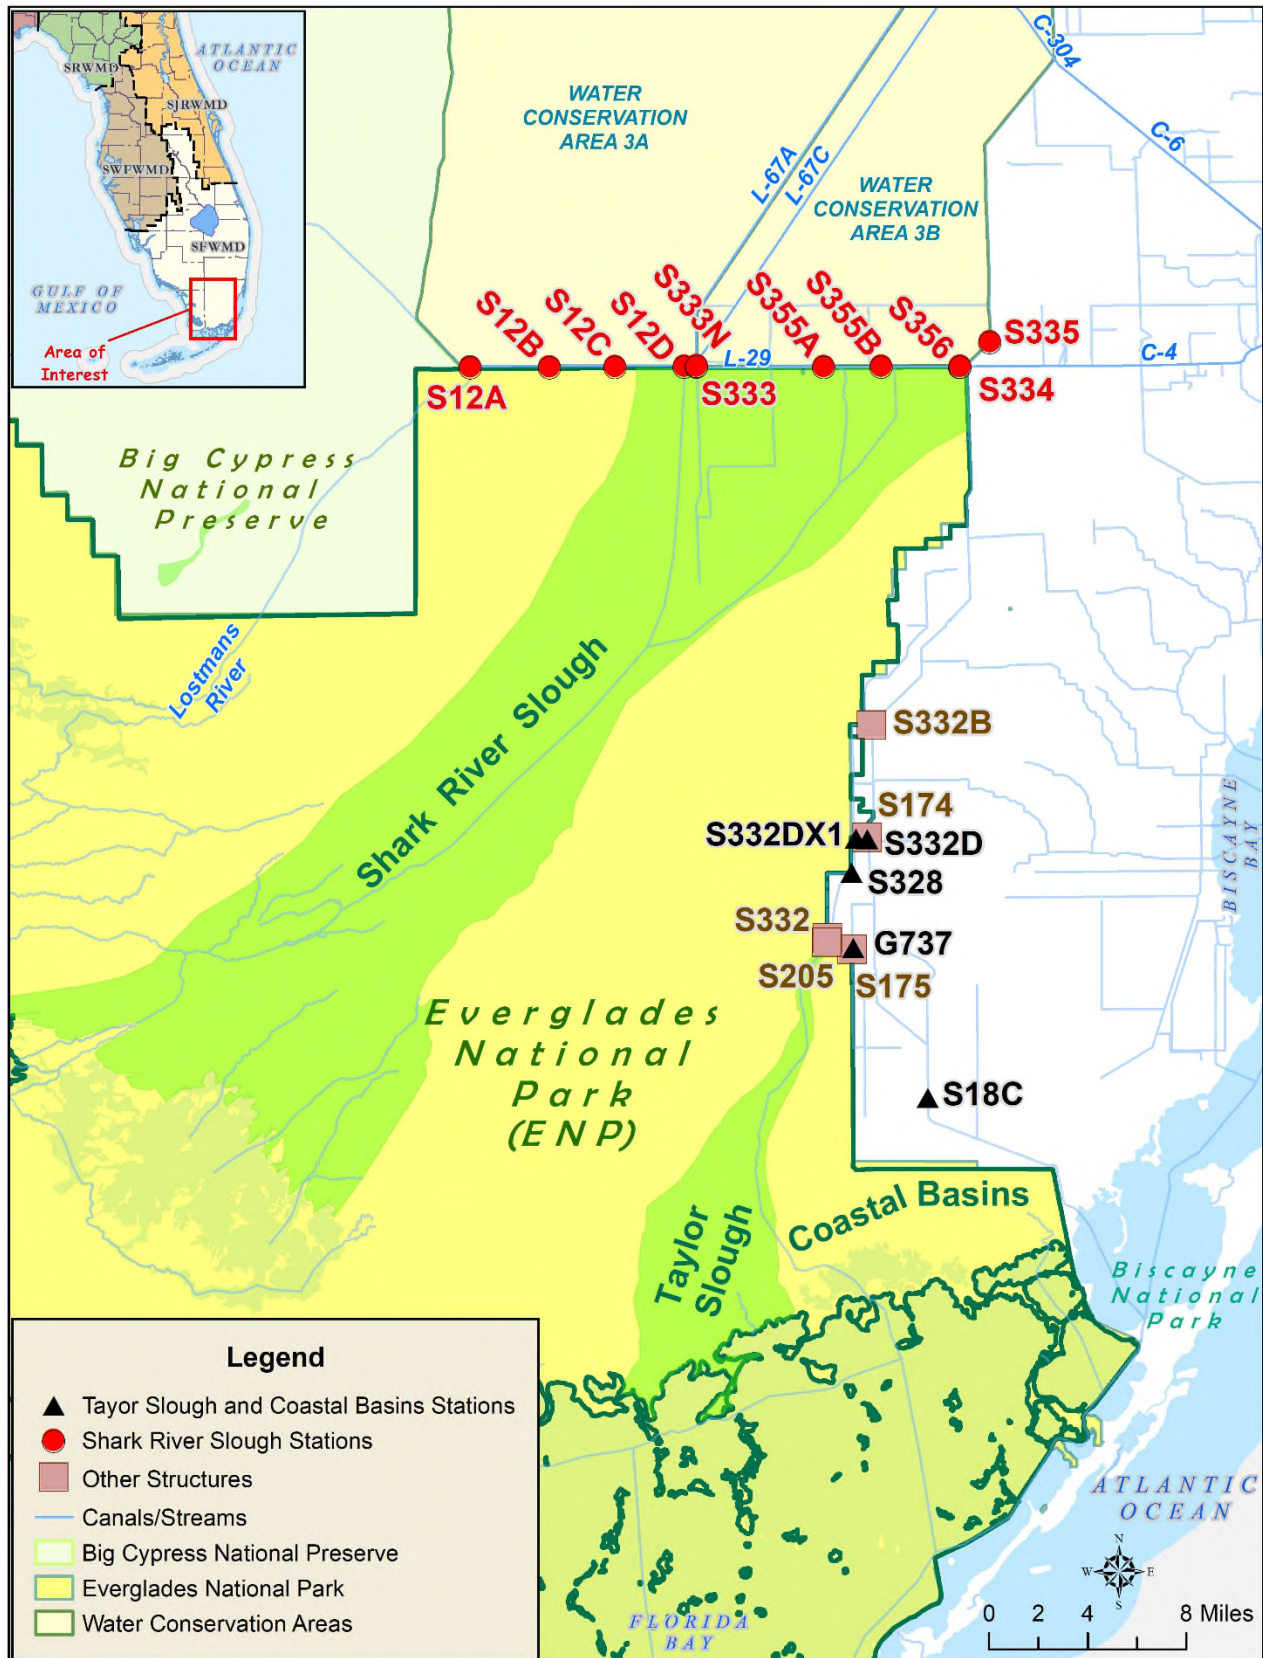 SRWMD
ATLANTIC
OCEAN
SJRWMD
SWFWMD
SFWMD
GULF OF
MEXICO
Area of
Interest
WATER
CONSERVATION
AREA 3A
L-67A
L-67C
WATER
CONSERVATION
AREA 3B
C-304
C-6
S12A
S12B
S12C
S12D
S333N
S333
L-29
S355A
S355B
S356
S335
S334
C-4
Big Cypress
National
Preserve
Lostmans
River
Shark River Slough
S332B
S174
S332DX1
S332D
S328
S332
G737
S205
S175
BISCAYNE
BAY
Everglades
National
Park
(ENP)
S18C
Taylor
Slough
Coastal Basins
Biscayne
National
Park
Legend
Tayor Slough and Coastal Basins Stations
Shark River Slough Stations
Other Structures
Canals/Streams
Big Cypress National Preserve
Everglades National Park
Water Conservation Areas
FLORIDA
BAY
ATLANTIC
OCEAN
N
W E
S
0 2 4 8 Miles